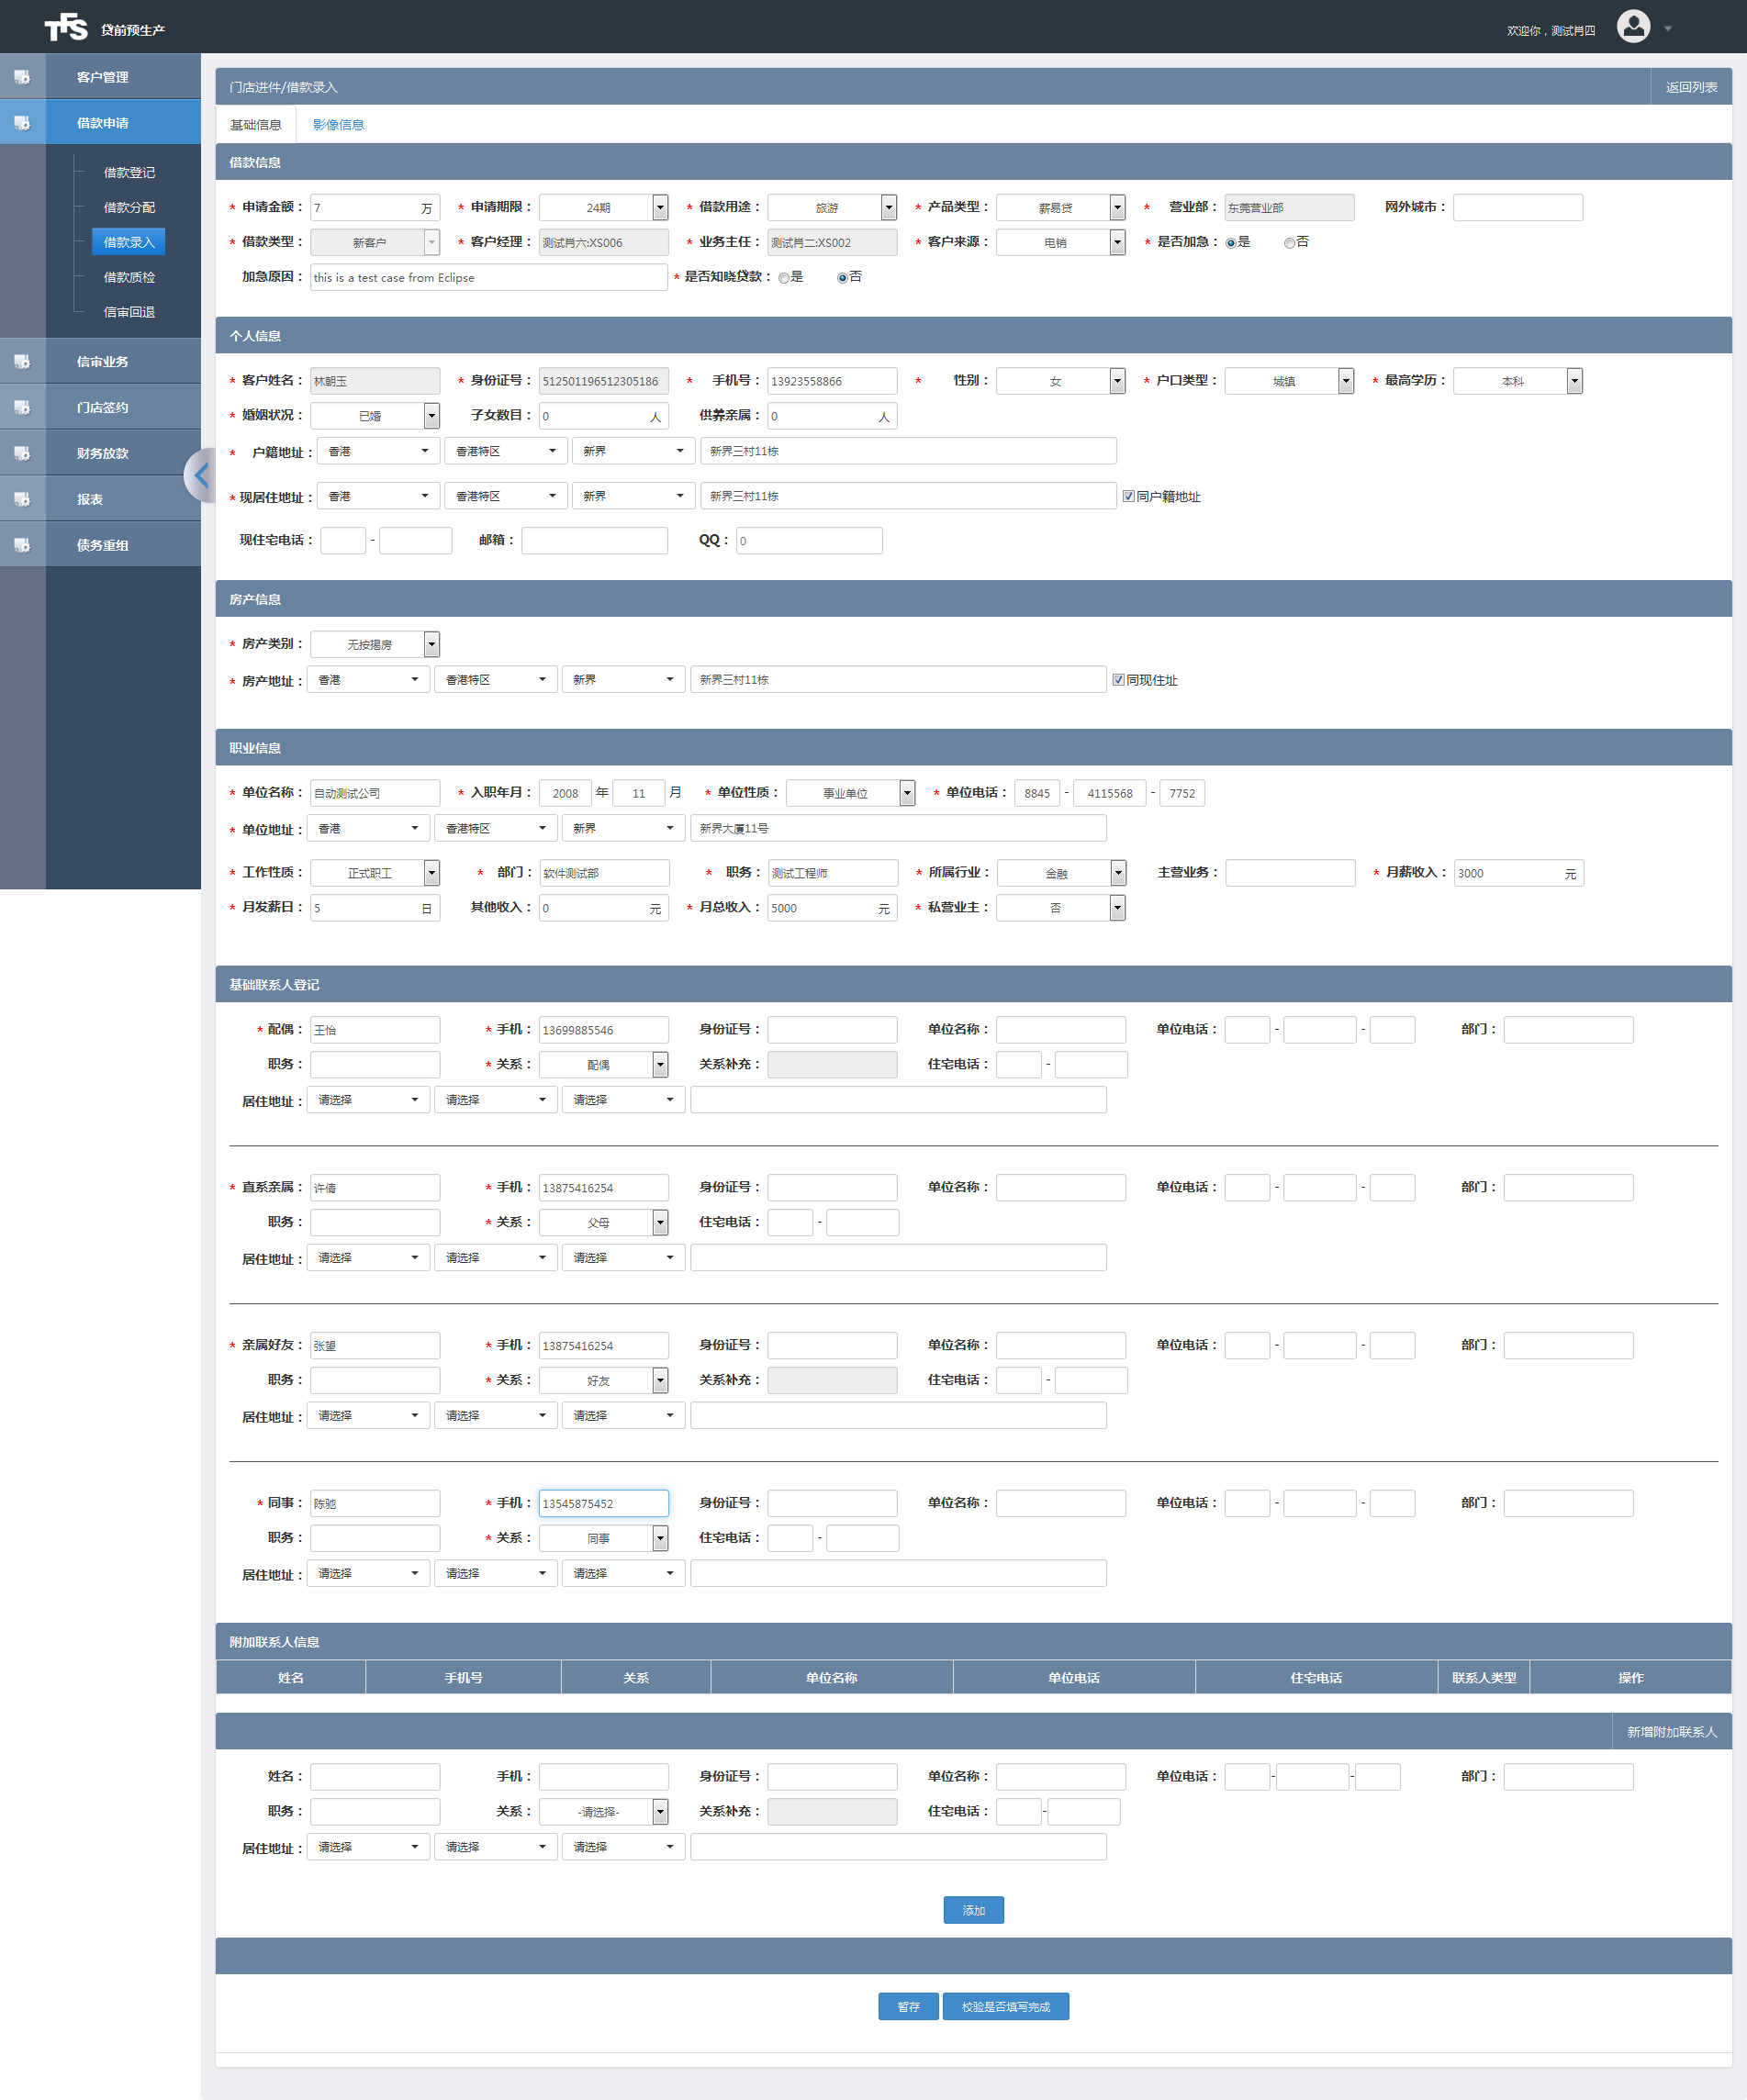 TFS 贷前预生产 欢迎你，测试肖四
客户管理
借款申请
借款登记
借款分配
借款录入
借款质检
信审回退
信审业务
门店签约
财务放款
报表
债务重组
门店进件/借款录入 返回列表
基础信息 影像信息
借款信息
* 申请金额： 7 万 * 申请期限： 24期 * 借款用途： 旅游 * 产品类型： 薪易贷 * 营业部： 东莞营业部 网外城市：
* 借款类型： 新客户 * 客户经理： 测试肖六:XS006 * 业务主任： 测试肖二:XS002 * 客户来源： 电销 * 是否加急： 是 否
加急原因： this is a test case from Eclipse * 是否知晓贷款： 是 否
个人信息
* 客户姓名： 林朝玉 * 身份证号： 512501196512305186 * 手机号： 13923558866 * 性别： 女 * 户口类型： 城镇 * 最高学历： 本科
* 婚姻状况： 已婚 子女数目： 0 人 供养亲属： 0 人
* 户籍地址： 香港 香港特区 新界 新界三村11栋
* 现居住地址： 香港 香港特区 新界 新界三村11栋 同户籍地址
现住宅电话： - 邮箱： QQ： 0
房产信息
* 房产类别： 无按揭房
* 房产地址： 香港 香港特区 新界 新界三村11栋 同现住址
职业信息
* 单位名称： 自动测试公司 * 入职年月： 2008 年 11 月 * 单位性质： 事业单位 * 单位电话： 8845 - 4115568 - 7752
* 单位地址： 香港 香港特区 新界 新界大厦11号
* 工作性质： 正式职工 * 部门： 软件测试部 * 职务： 测试工程师 * 所属行业： 金融 主营业务： * 月薪收入： 3000 元
* 月发薪日： 5 日 其他收入： 0 元 * 月总收入： 5000 元 * 私营业主： 否
基础联系人登记
* 配偶： 王怡 * 手机： 13699885546 身份证号： 单位名称： 单位电话： - - 部门：
职务： * 关系： 配偶 关系补充： 住宅电话： -
居住地址： 请选择 请选择 请选择
* 直系亲属： 许倩 * 手机： 13875416254 身份证号： 单位名称： 单位电话： - - 部门：
职务： * 关系： 父母 住宅电话： -
居住地址： 请选择 请选择 请选择
* 亲属好友： 张望 * 手机： 13875416254 身份证号： 单位名称： 单位电话： - - 部门：
职务： * 关系： 好友 关系补充： 住宅电话： -
居住地址： 请选择 请选择 请选择
* 同事： 陈驰 * 手机： 13545875452 身份证号： 单位名称： 单位电话： - - 部门：
职务： * 关系： 同事 住宅电话： -
居住地址： 请选择 请选择 请选择
附加联系人信息
姓名 手机号 关系 单位名称 单位电话 住宅电话 联系人类型 操作
新增附加联系人
姓名： 手机： 身份证号： 单位名称： 单位电话： - - 部门：
职务： 关系： -请选择- 关系补充： 住宅电话： -
居住地址： 请选择 请选择 请选择
添加
暂存 校验是否填写完成